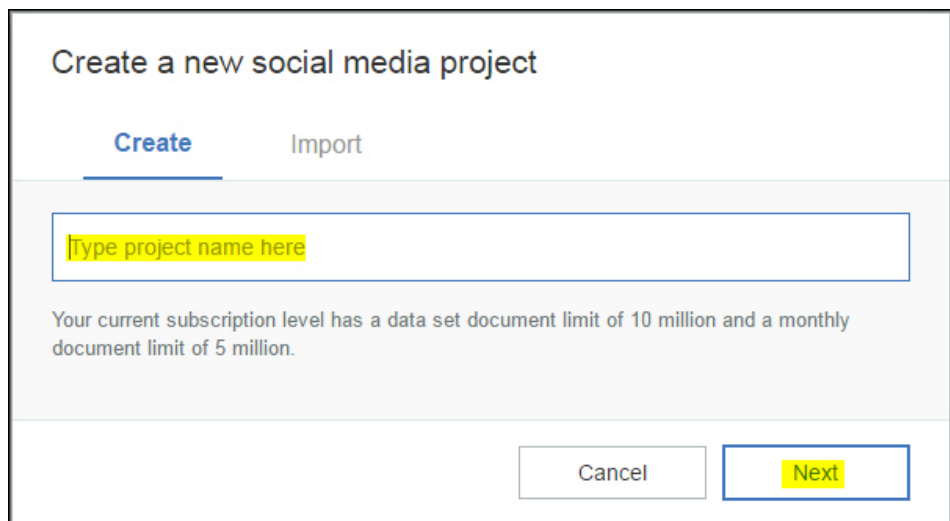 Create a new social media project
Create Import
Type project name here
Your current subscription level has a data set document limit of 10 million and a monthly
document limit of 5 million.
Cancel Next